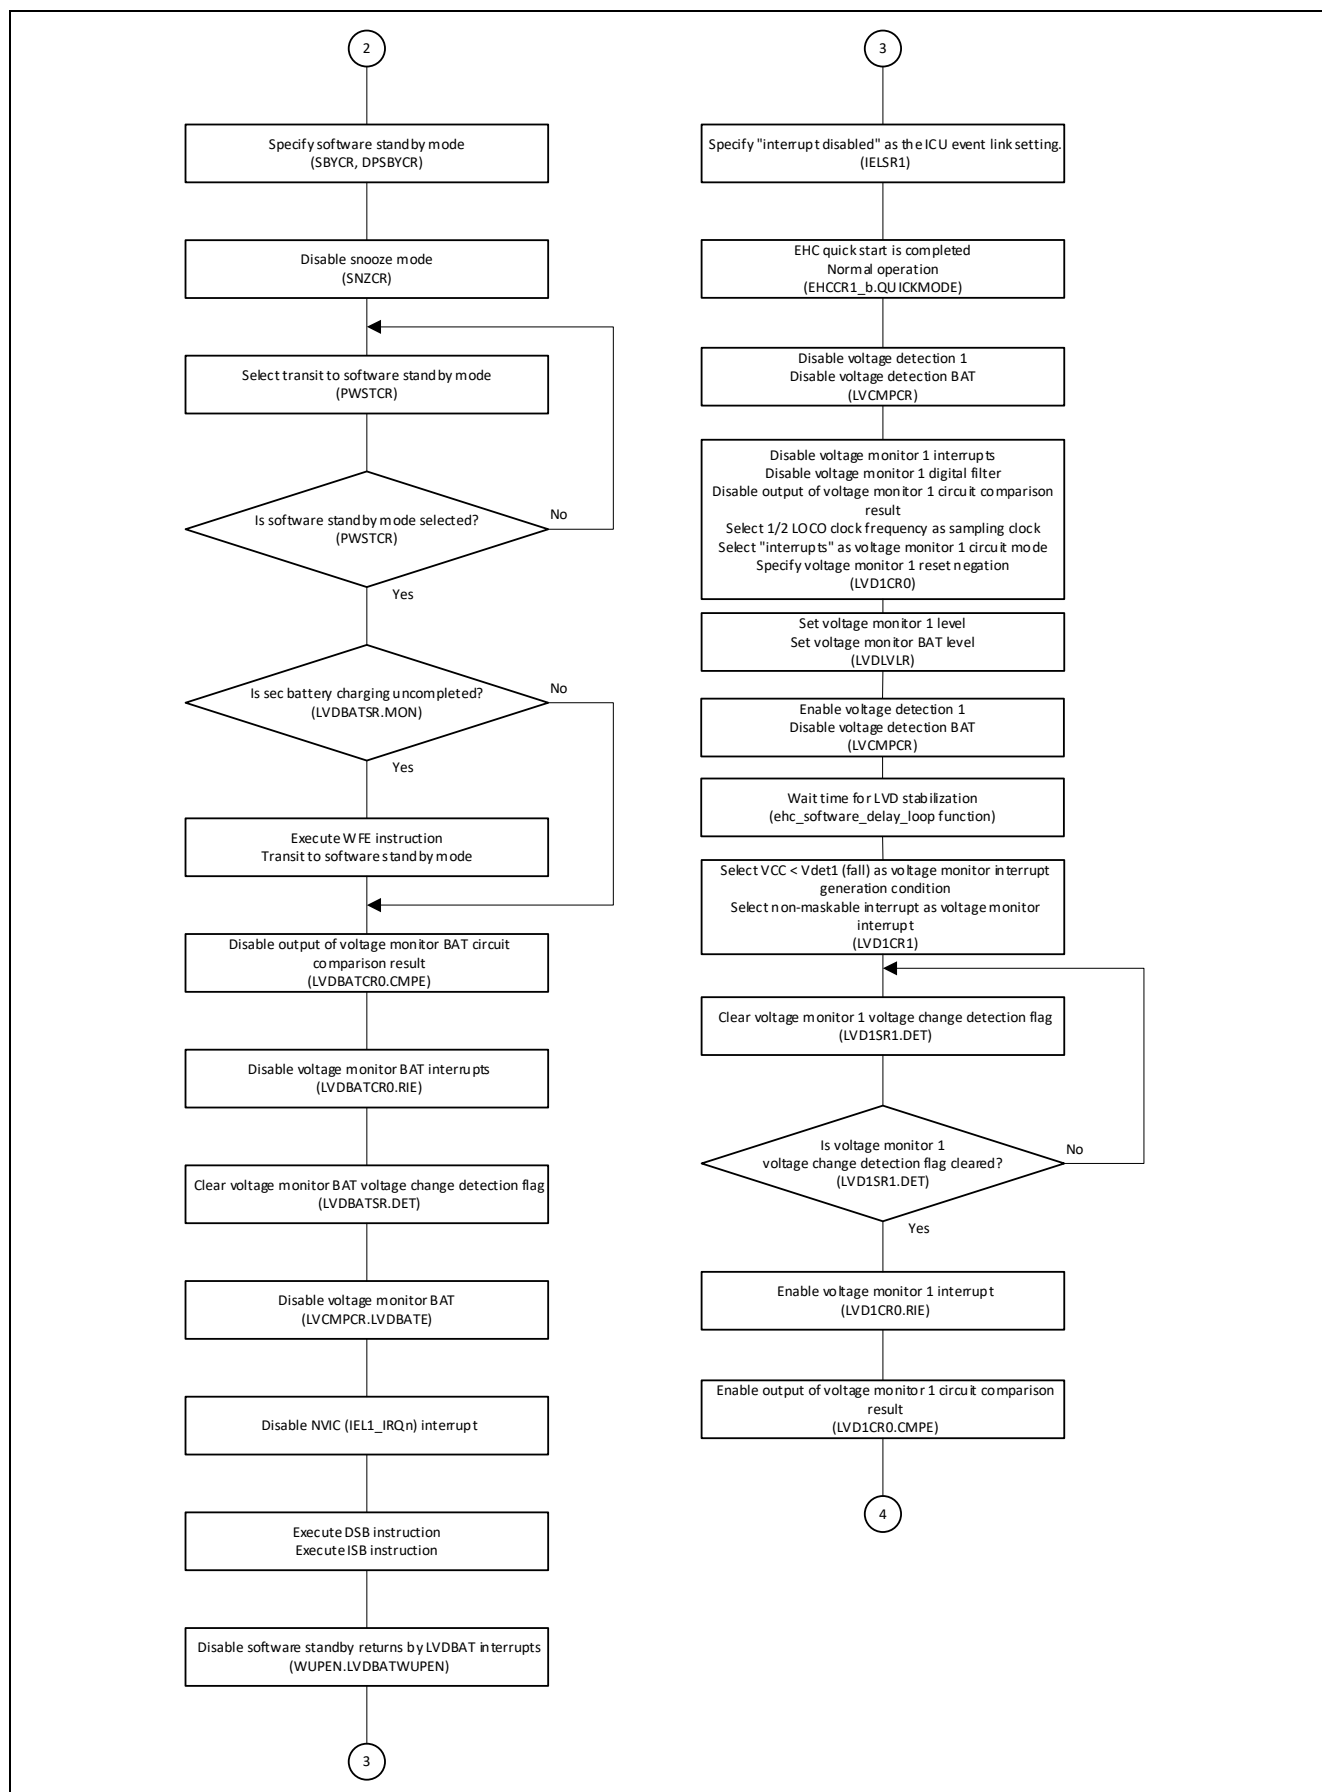 2
Specify software standby mode
(SBYCR, DPSBYCR)
Disable snooze mode
(SNZCR)
Select transit to software standby mode
(PWSTCR)
Is software standby mode selected?
(PWSTCR)
No
Yes
Is sec battery charging uncompleted?
(LVDBATSR.MON)
No
Yes
Execute WFE instruction
Transit to software standby mode
Disable output of voltage monitor BAT circuit
comparison result
(LVDBATCR0.CMPE)
Disable voltage monitor BAT interrupts
(LVDBATCR0.RIE)
Clear voltage monitor BAT voltage change detection flag
(LVDBATSR.DET)
Disable voltage monitor BAT
(LVCMPCR.LVDBATE)
Disable NVIC (IEL1_IRQn) interrupt
Execute DSB instruction
Execute ISB instruction
Disable software standby returns by LVDBAT interrupts
(WUPEN.LVDBATWUPEN)
3
3
Specify "interrupt disabled" as the ICU event link setting.
(IELSR1)
EHC quick start is completed
Normal operation
(EHCCR1_b.QUICKMODE)
Disable voltage detection 1
Disable voltage detection BAT
(LVCMPCR)
Disable voltage monitor 1 interrupts
Disable voltage monitor 1 digital filter
Disable output of voltage monitor 1 circuit comparison
result
Select 1/2 LOCO clock frequency as sampling clock
Select "interrupts" as voltage monitor 1 circuit mode
Specify voltage monitor 1 reset negation
(LVD1CR0)
Set voltage monitor 1 level
Set voltage monitor BAT level
(LVDLVLR)
Enable voltage detection 1
Disable voltage detection BAT
(LVCMPCR)
Wait time for LVD stabilization
(ehc_software_delay_loop function)
Select VCC < Vdet1 (fall) as voltage monitor interrupt
generation condition
Select non-maskable interrupt as voltage monitor
interrupt
(LVD1CR1)
Clear voltage monitor 1 voltage change detection flag
(LVD1SR1.DET)
Is voltage monitor 1
voltage change detection flag cleared?
(LVD1SR1.DET)
No
Yes
Enable voltage monitor 1 interrupt
(LVD1CR0.RIE)
Enable output of voltage monitor 1 circuit comparison
result
(LVD1CR0.CMPE)
4